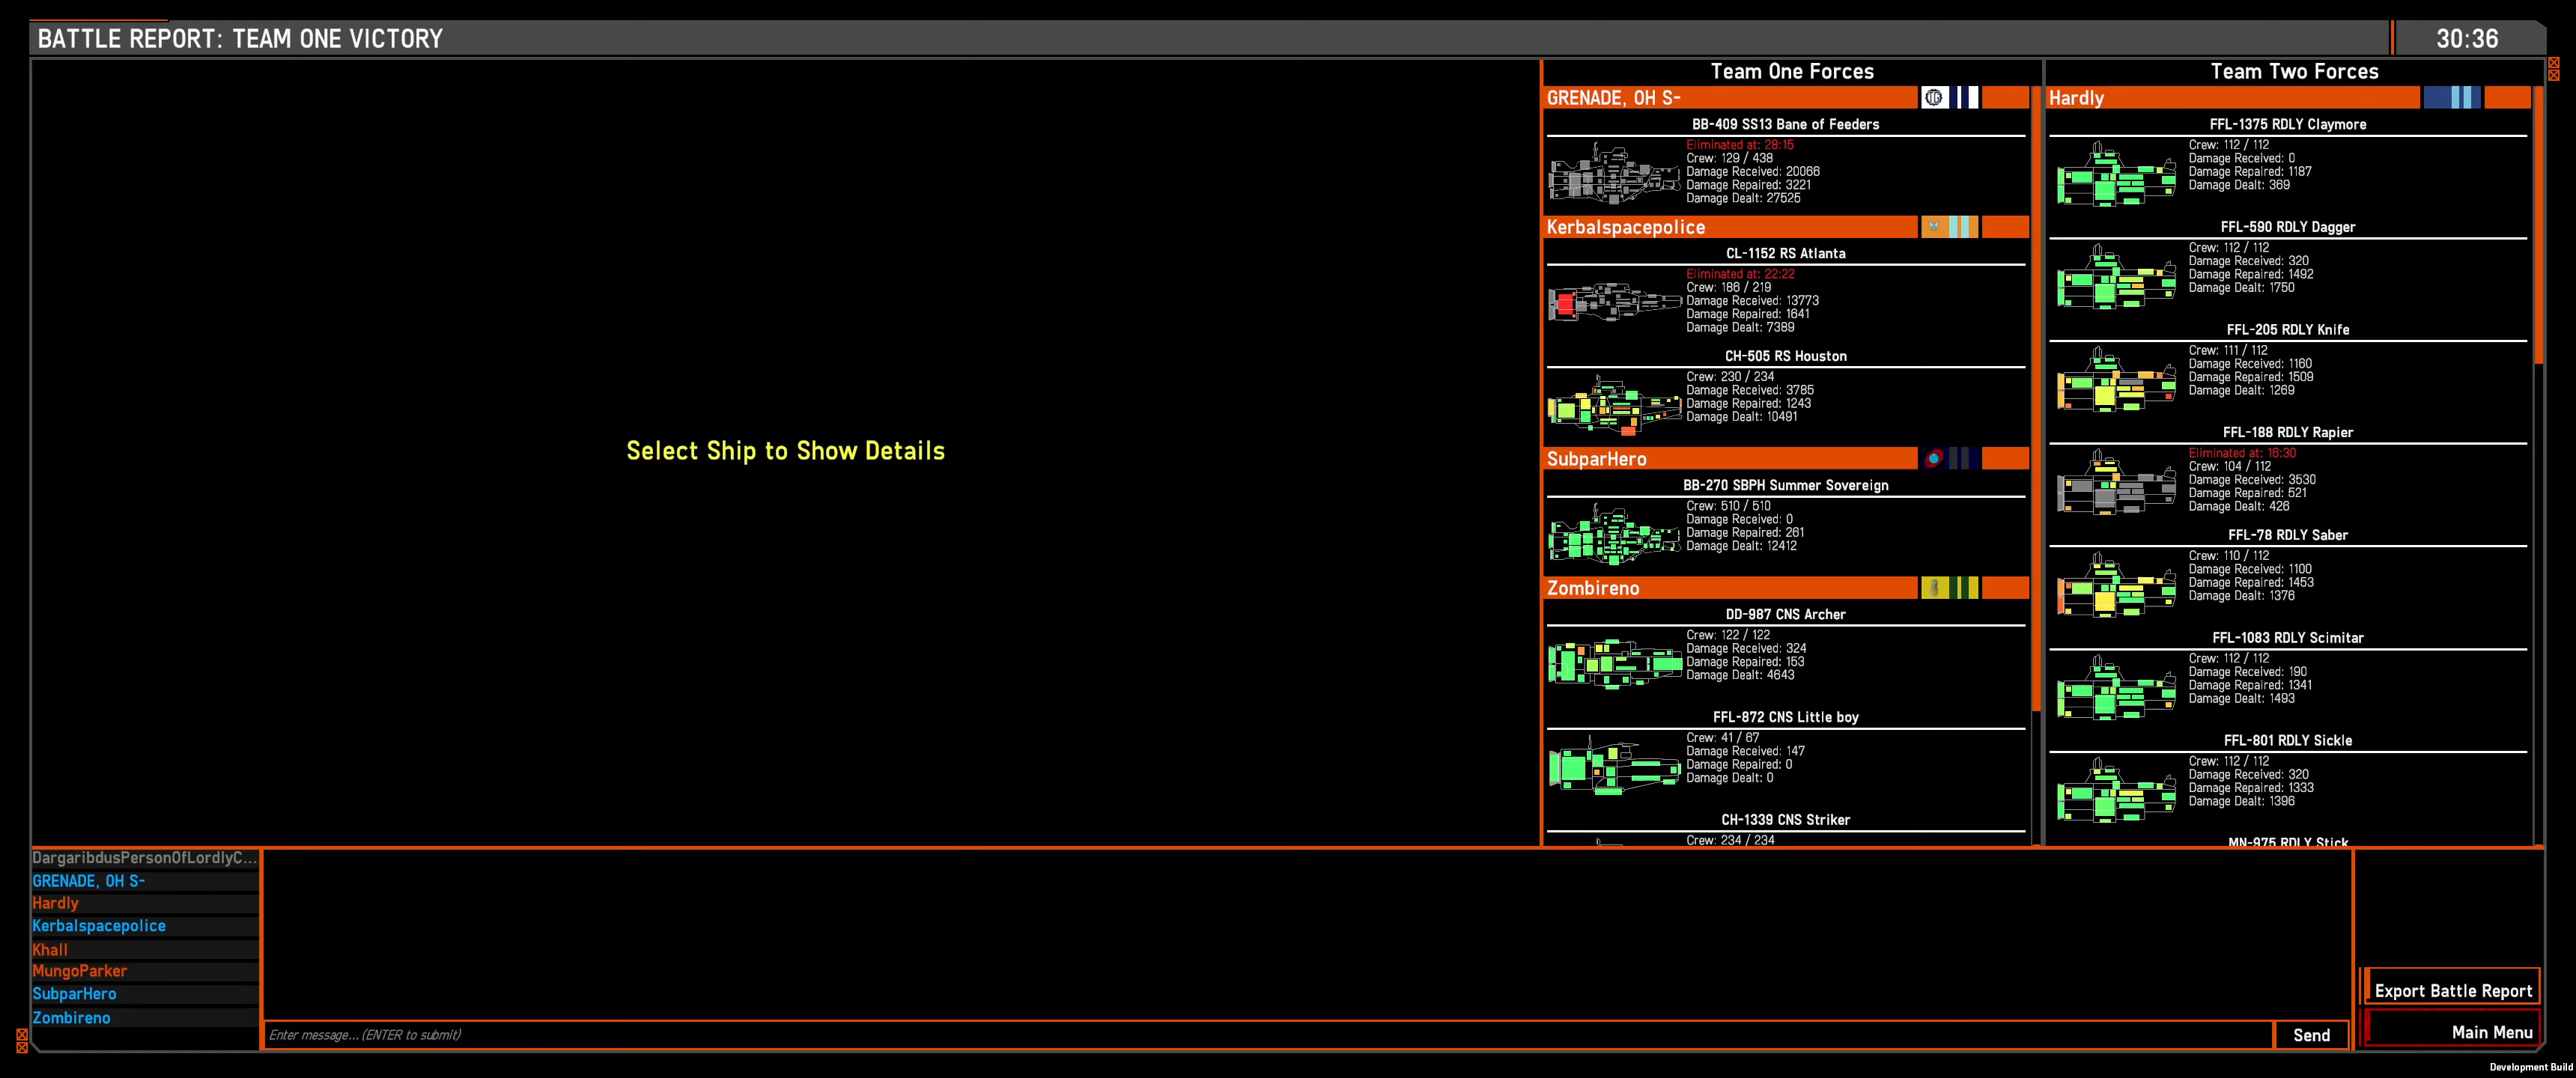 BATTLE REPORT: TEAM ONE VICTORY
30:36
Select Ship to Show Details
Team One Forces
GRENADE, OH S-
BB-409 SS13 Bane of Feeders
Eliminated at: 28:15
Crew: 129 / 438
Damage Received: 20066
Damage Repaired: 3221
Damage Dealt: 27525
Kerbalspacepolice
CL-1152 RS Atlanta
Eliminated at: 22:22
Crew: 186 / 219
Damage Received: 13773
Damage Repaired: 1641
Damage Dealt: 7389
CH-505 RS Houston
Crew: 230 / 234
Damage Received: 3785
Damage Repaired: 1243
Damage Dealt: 10491
SubparHero
BB-270 SBPH Summer Sovereign
Crew: 510 / 510
Damage Received: 0
Damage Repaired: 261
Damage Dealt: 12412
Zombireno
DD-987 CNS Archer
Crew: 122 / 122
Damage Received: 324
Damage Repaired: 153
Damage Dealt: 4643
FFL-872 CNS Little boy
Crew: 41 / 67
Damage Received: 147
Damage Repaired: 0
Damage Dealt: 0
CH-1339 CNS Striker
Crew: 234 / 234
Team Two Forces
Hardly
FFL-1375 RDLY Claymore
Crew: 112 / 112
Damage Received: 0
Damage Repaired: 1187
Damage Dealt: 369
FFL-590 RDLY Dagger
Crew: 112 / 112
Damage Received: 320
Damage Repaired: 1492
Damage Dealt: 1750
FFL-205 RDLY Knife
Crew: 111 / 112
Damage Received: 1160
Damage Repaired: 1509
Damage Dealt: 1269
FFL-188 RDLY Rapier
Eliminated at: 18:30
Crew: 104 / 112
Damage Received: 3530
Damage Repaired: 521
Damage Dealt: 426
FFL-78 RDLY Saber
Crew: 110 / 112
Damage Received: 1100
Damage Repaired: 1453
Damage Dealt: 1376
FFL-1083 RDLY Scimitar
Crew: 112 / 112
Damage Received: 190
Damage Repaired: 1341
Damage Dealt: 1493
FFL-801 RDLY Sickle
Crew: 112 / 112
Damage Received: 320
Damage Repaired: 1333
Damage Dealt: 1396
MN-975 RDLY Stick
DargaribdusPersonOfLordlyC...
GRENADE, OH S-
Hardly
Kerbalspacepolice
Khall
MungoParker
SubparHero
Zombireno
Enter message... (ENTER to submit)
Send
Export Battle Report
Main Menu
Development Build